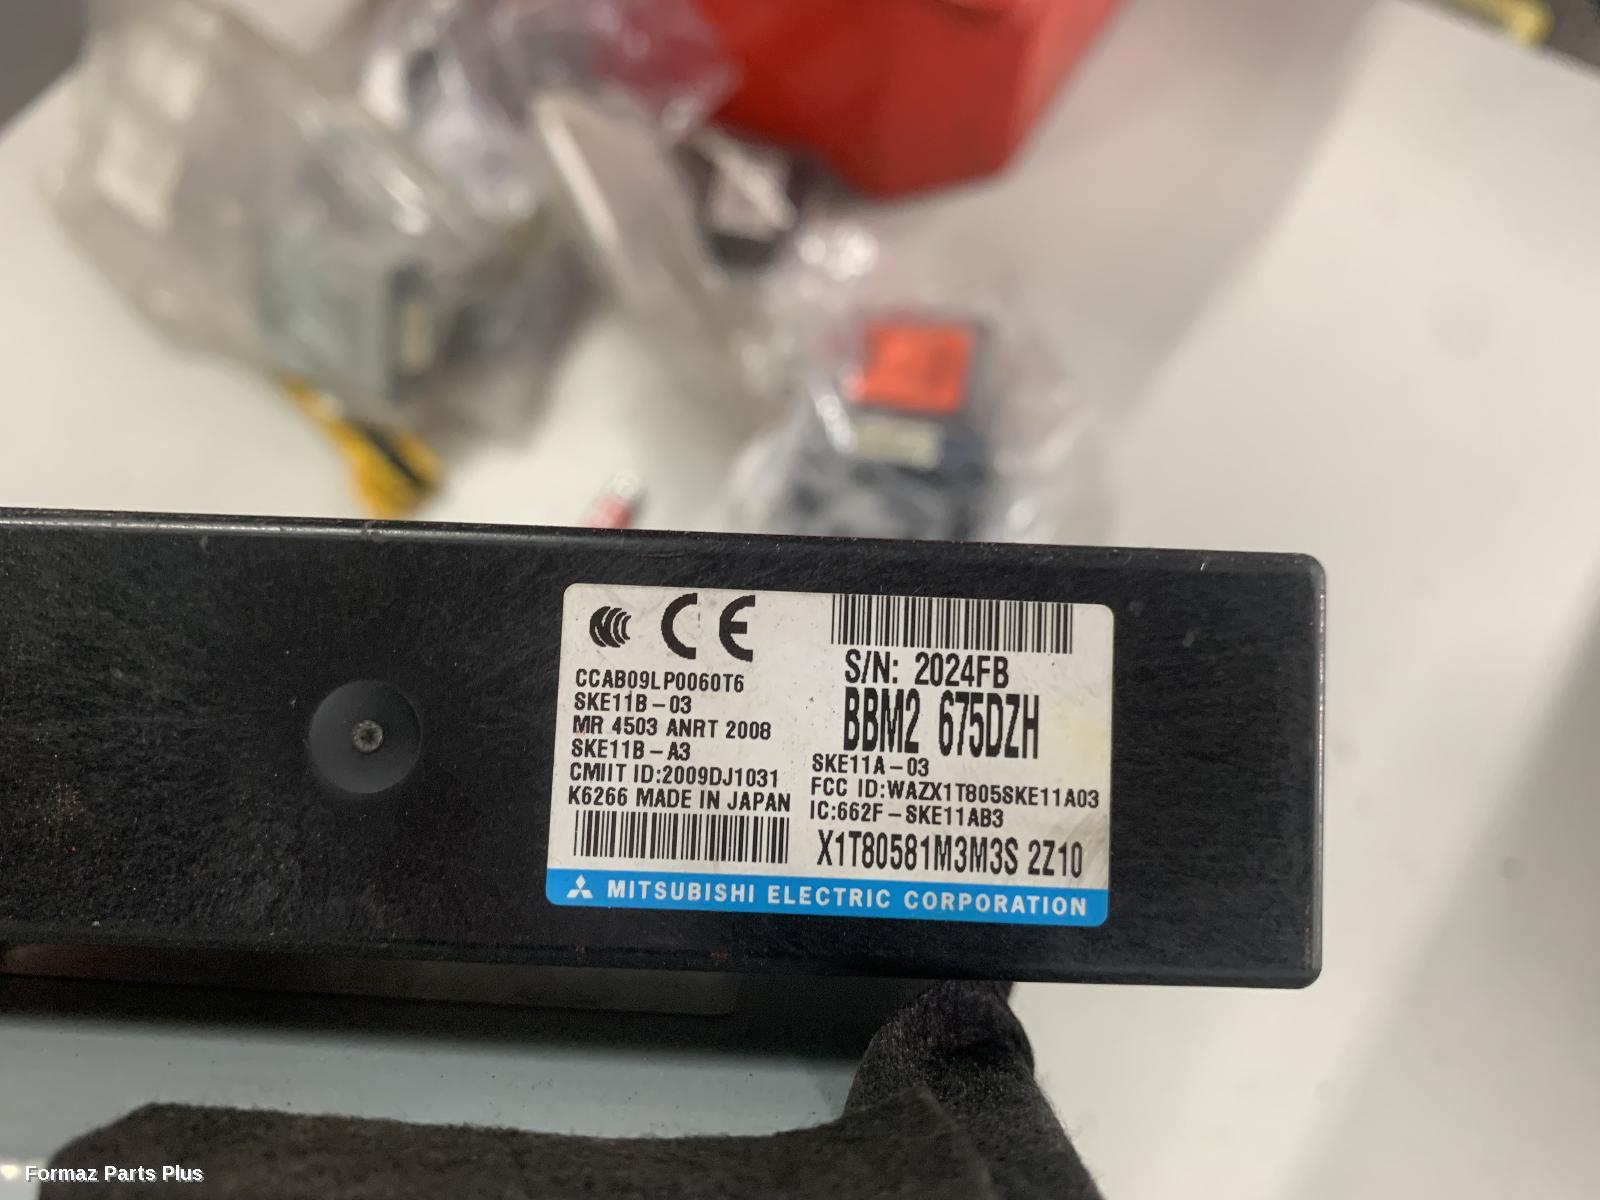 CE
CCAB09LP0060T6
SKE11B-03
MR 4503 ANRT 2008
SKE11B-A3
CMIIT ID:2009DJ1031
K6266 MADE IN JAPAN
S/N: 2024FB
BBM2 675DZH
SKE11A-03
FCC ID:WAZX1T805SKE11A03
IC:662F-SKE11AB3
X1T80581M3M3S 2Z10
MITSUBISHI ELECTRIC CORPORATION
Formaz Parts Plus